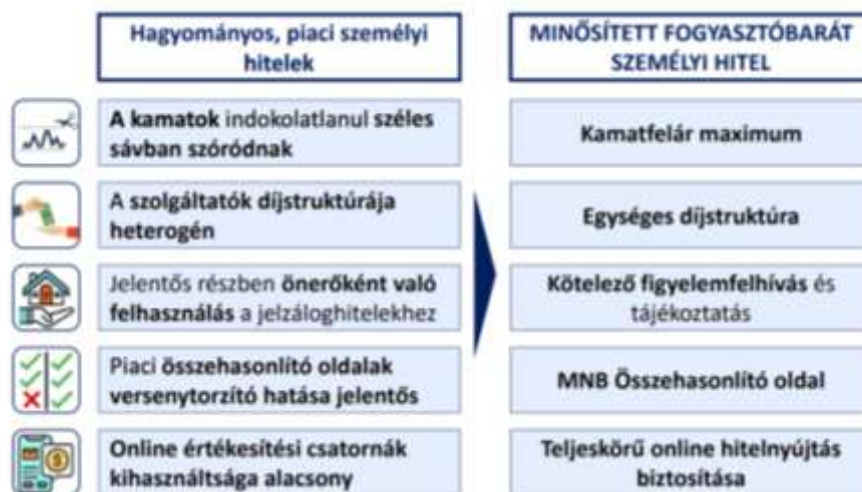 Hagyományos, piaci személyi
hitelek
MINŐSÍTETT FOGYASZTÓBARÁT
SZEMÉLYI HITEL
A kamatok indokolatlanul széles
sávban szóródnak
Kamatfelár maximum
A szolgáltatók díjstruktúrája
heterogén
Egységes díjstruktúra
Jelentős részben önerőként való
felhasználás a jelzáloghitelekhez
Kötelező figyelemfelhívás és
tájékoztatás
Piaci összehasonlító oldalak
versenytorzító hatása jelentős
MNB Összehasonlító oldal
Online értékesítési csatornák
kihasználtsága alacsony
Teljeskörű online hitelnyújtás
biztosítása